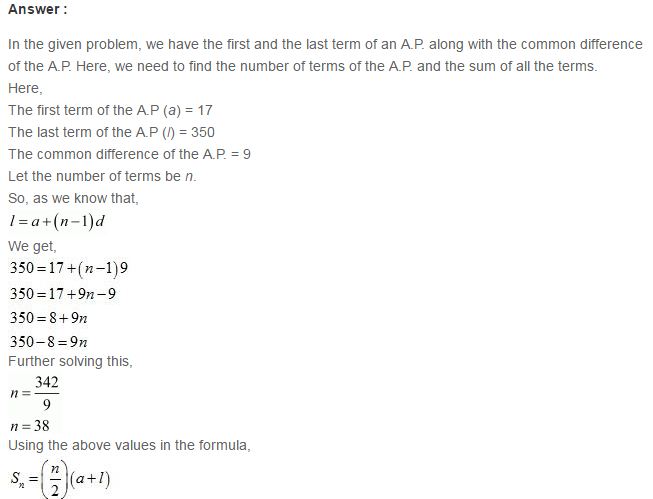 Answer :
In the given problem, we have the first and the last term of an A.P. along with the common difference
of the A.P. Here, we need to find the number of terms of the A.P. and the sum of all the terms.
Here,
The first term of the A.P (a) = 17
The last term of the A.P (l) = 350
The common difference of the A.P. = 9
Let the number of terms be n.
So, as we know that,
l = a + (n − 1)d
We get,
350 = 17 + (n − 1)9
350 = 17 + 9n − 9
350 = 8 + 9n
350 − 8 = 9n
Further solving this,
n = 342/9
n = 38
Using the above values in the formula,
Sₙ = (n/2)(a + l)